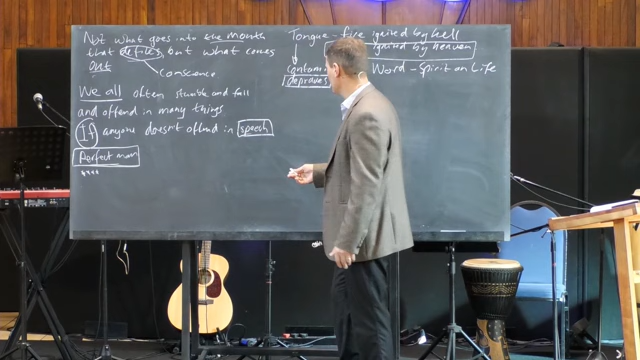 Not what goes into the mouth
that defiles, but what comes
out
Conscience
We all often stumble and fall
and offend in many things
If anyone doesn't offend in speech
Perfect man
Tongue - fire ignited by hell
ignited by heaven
contam
depraves
Word - Spirit on Life